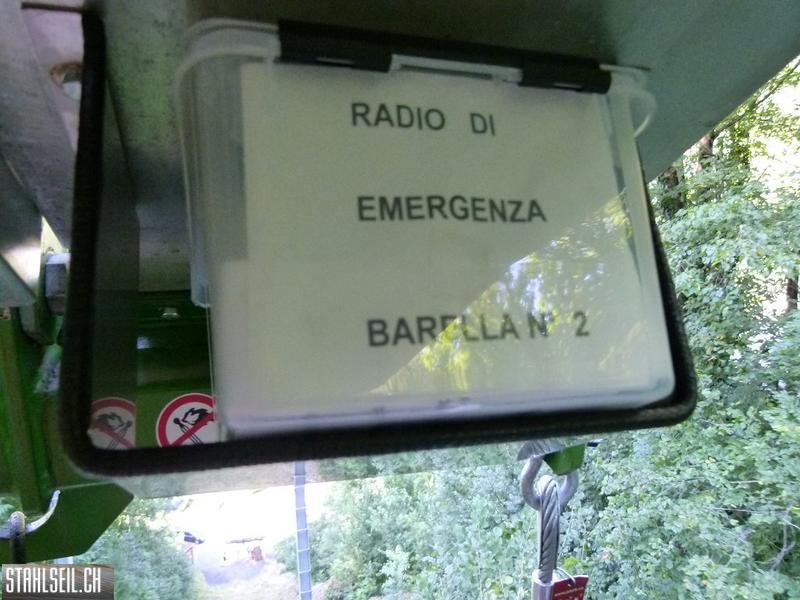 RADIO DI
EMERGENZA
BARELLA N° 2
STAHLSEIL.CH